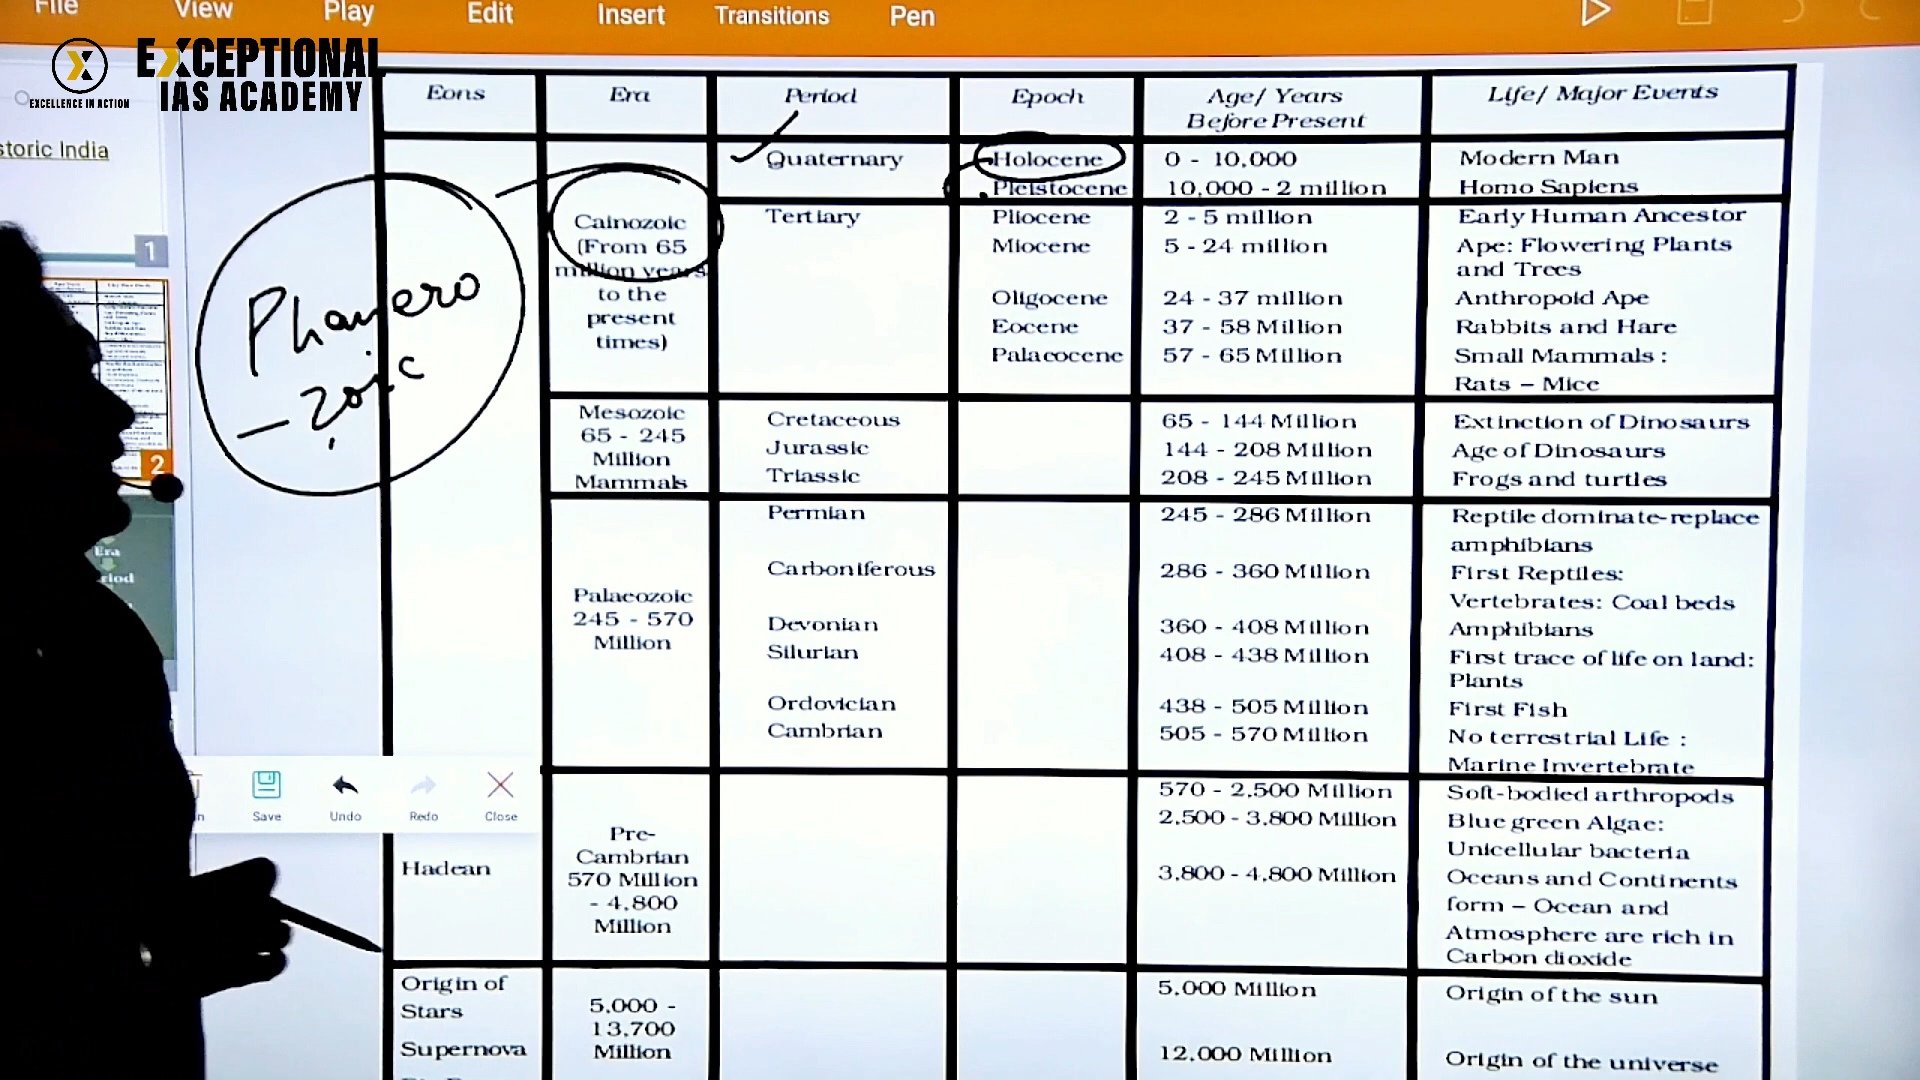 File View Play Edit Insert Transitions Pen
EXCEPTIONAL
IAS ACADEMY
EXCELLENCE IN ACTION
storic India
1
2
Era
riod
Phanero
– zoic
Eons Era Period Epoch Age/ Years Before Present Life/ Major Events
Quaternary Holocene 0 - 10,000 Modern Man
Pleistocene 10,000 - 2 million Homo Sapiens
Cainozoic
(From 65
million years
to the
present
times)
Tertiary Pliocene 2 - 5 million Early Human Ancestor
Miocene 5 - 24 million Ape: Flowering Plants
and Trees
Oligocene 24 - 37 million Anthropoid Ape
Eocene 37 - 58 Million Rabbits and Hare
Palaeocene 57 - 65 Million Small Mammals :
Rats – Mice
Mesozoic
65 - 245
Million
Mammals
Cretaceous 65 - 144 Million Extinction of Dinosaurs
Jurassic 144 - 208 Million Age of Dinosaurs
Triassic 208 - 245 Million Frogs and turtles
Palaeozoic
245 - 570
Million
Permian 245 - 286 Million Reptile dominate-replace
amphibians
Carboniferous 286 - 360 Million First Reptiles:
Vertebrates: Coal beds
Devonian 360 - 408 Million Amphibians
Silurian 408 - 438 Million First trace of life on land:
Plants
Ordovician 438 - 505 Million First Fish
Cambrian 505 - 570 Million No terrestrial Life :
Marine Invertebrate
Save Undo Redo Close
Hadean
Pre-
Cambrian
570 Million
- 4,800
Million
570 - 2,500 Million Soft-bodied arthropods
2,500 - 3,800 Million Blue green Algae:
Unicellular bacteria
3,800 - 4,800 Million Oceans and Continents
form – Ocean and
Atmosphere are rich in
Carbon dioxide
Origin of
Stars
Supernova
5,000 -
13,700
Million
5,000 Million Origin of the sun
12,000 Million Origin of the universe